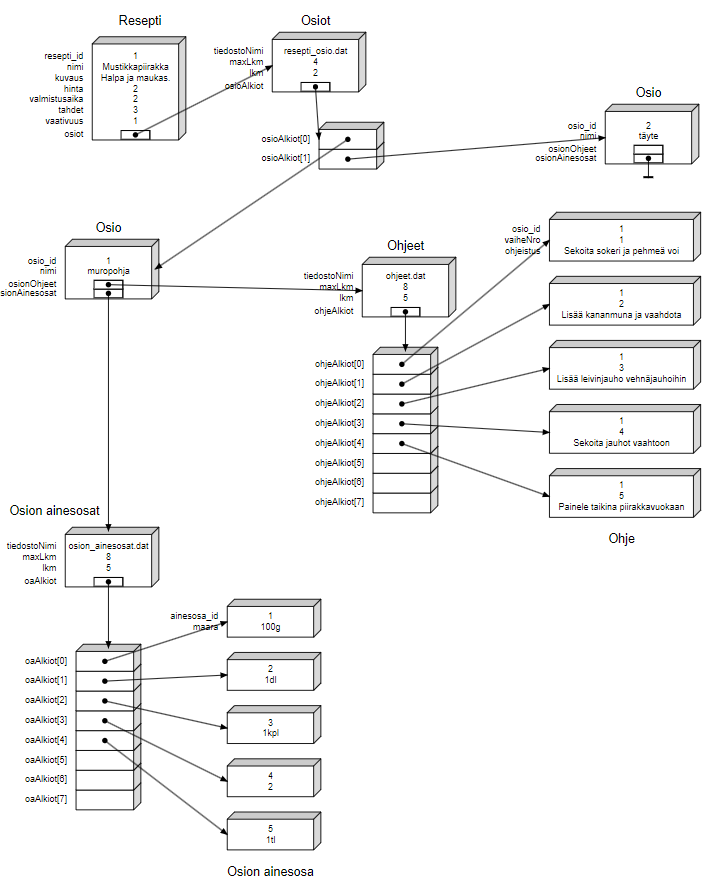 Resepti
resepti_id 1
nimi Mustikkapiirakka
kuvaus Halpa ja maukas.
hinta 2
valmistusaika 2
tahdet 3
vaativuus 1
osiot
Osiot
tiedostoNimi resepti_osio.dat
maxLkm 4
lkm 2
osioAlkiot
osioAlkiot[0]
osioAlkiot[1]
Osio
osio_id 2
nimi täyte
osionOhjeet
osionAinesosat
Osio
osio_id 1
nimi muropohja
osionOhjeet
osionAinesosat
Ohjeet
tiedostoNimi ohjeet.dat
maxLkm 8
lkm 5
ohjeAlkiot
ohjeAlkiot[0]
ohjeAlkiot[1]
ohjeAlkiot[2]
ohjeAlkiot[3]
ohjeAlkiot[4]
ohjeAlkiot[5]
ohjeAlkiot[6]
ohjeAlkiot[7]
osio_id 1
vaiheNro 1
ohjeistus Sekoita sokeri ja pehmeä voi
1
2
Lisää kananmuna ja vaahdota
1
3
Lisää leivinjauho vehnäjauhoihin
1
4
Sekoita jauhot vaahtoon
1
5
Painele taikina piirakkavuokaan
Ohje
Osion ainesosat
tiedostoNimi osion_ainesosat.dat
maxLkm 8
lkm 5
oaAlkiot
oaAlkiot[0]
oaAlkiot[1]
oaAlkiot[2]
oaAlkiot[3]
oaAlkiot[4]
oaAlkiot[5]
oaAlkiot[6]
oaAlkiot[7]
ainesosa_id 1
maara 100g
2
1dl
3
1kpl
4
2
5
1tl
Osion ainesosa